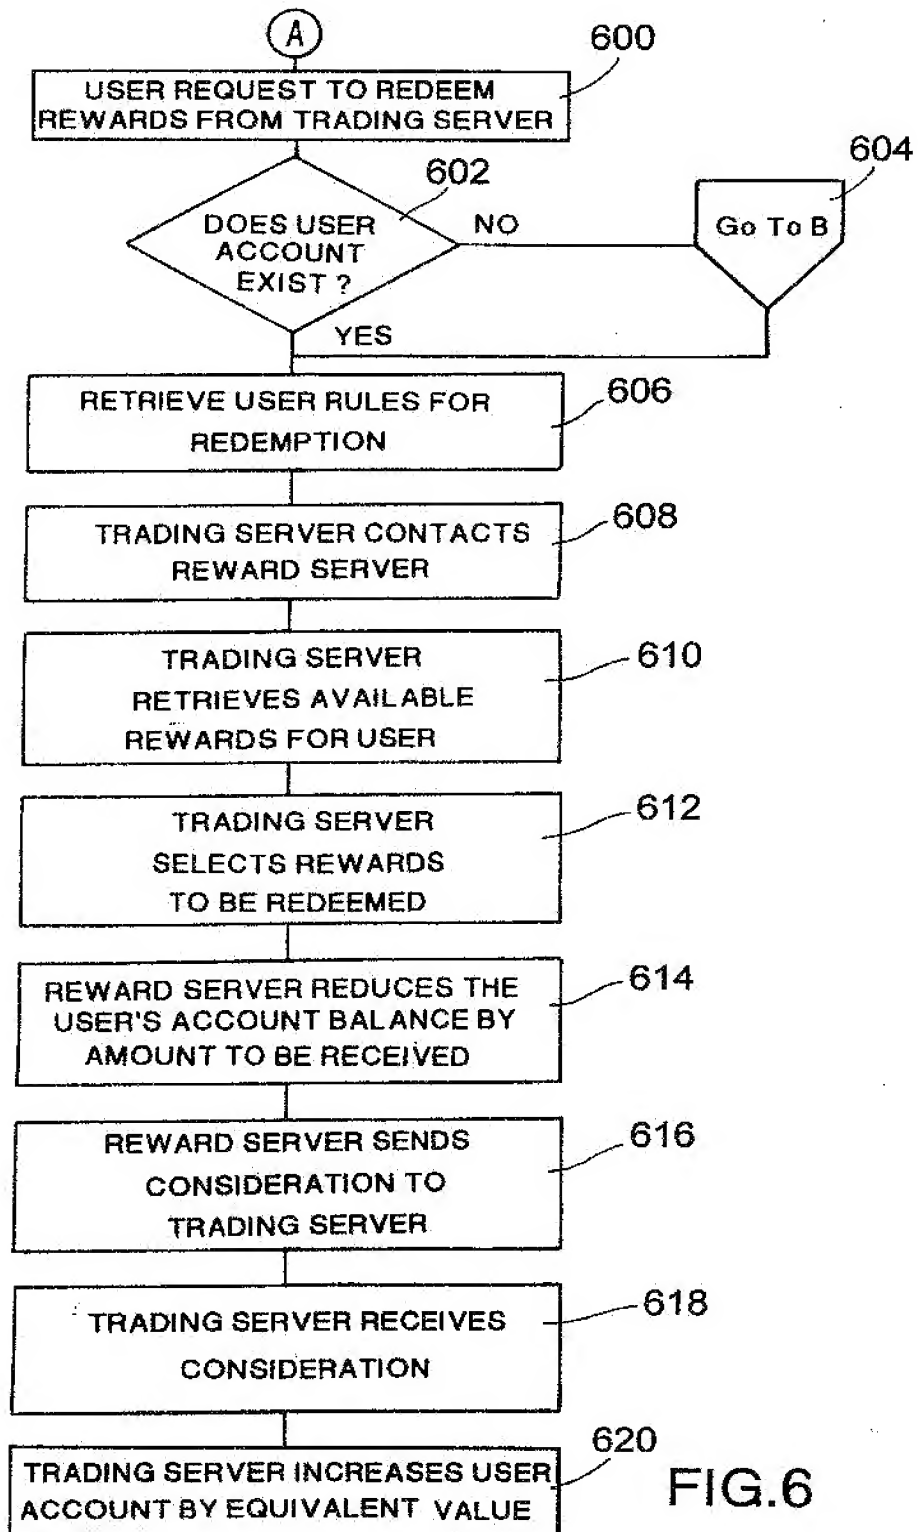 A
600
USER REQUEST TO REDEEM
REWARDS FROM TRADING SERVER
602
604
DOES USER
ACCOUNT
EXIST ?
NO
Go To B
YES
RETRIEVE USER RULES FOR
REDEMPTION
606
TRADING SERVER CONTACTS
REWARD SERVER
608
TRADING SERVER
RETRIEVES AVAILABLE
REWARDS FOR USER
610
TRADING SERVER
SELECTS REWARDS
TO BE REDEEMED
612
REWARD SERVER REDUCES THE
USER'S ACCOUNT BALANCE BY
AMOUNT TO BE RECEIVED
614
REWARD SERVER SENDS
CONSIDERATION TO
TRADING SERVER
616
TRADING SERVER RECEIVES
CONSIDERATION
618
TRADING SERVER INCREASES USER
ACCOUNT BY EQUIVALENT VALUE
620
FIG.6